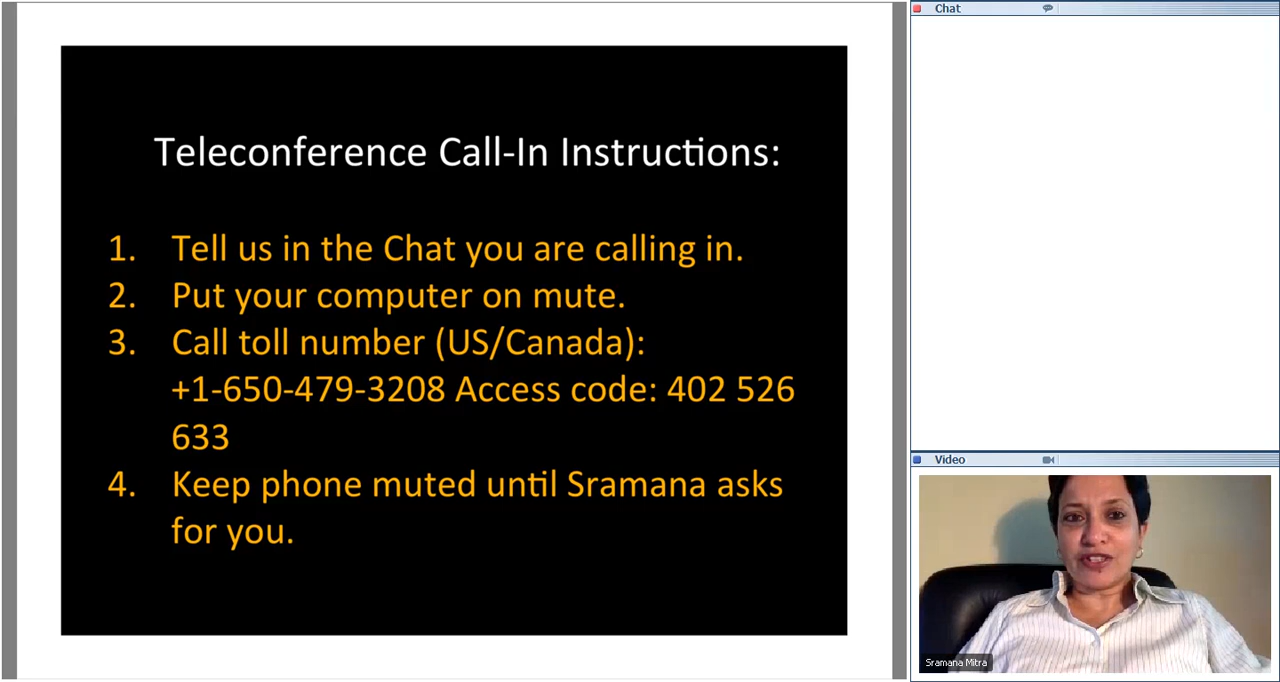 Teleconference Call-In Instructions:
1. Tell us in the Chat you are calling in.
2. Put your computer on mute.
3. Call toll number (US/Canada):
+1-650-479-3208 Access code: 402 526
633
4. Keep phone muted until Sramana asks
for you.
Chat
Video
Sramana Mitra